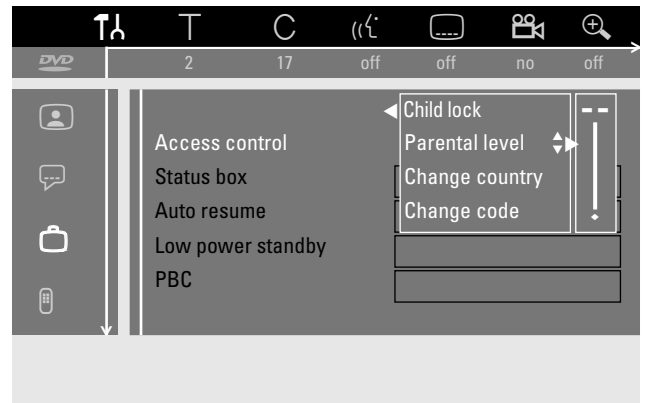 T C
DVD 2 17 off off no off
Child lock
Access control Parental level
Status box Change country
Auto resume Change code
Low power standby
PBC